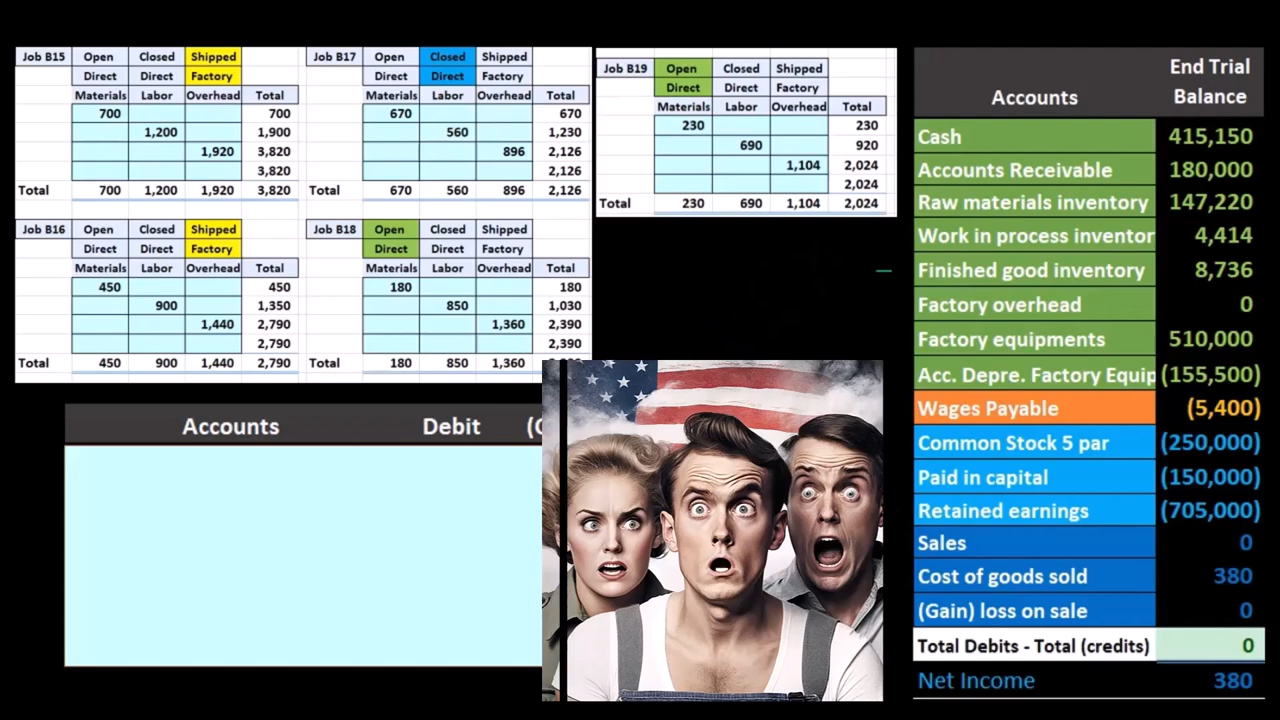 Job B15 Open Closed Shipped
Direct Direct Factory
Materials Labor Overhead Total
700 700
1,200 1,900
1,920 3,820
3,820
Total 700 1,200 1,920 3,820
Job B17 Open Closed Shipped
Direct Direct Factory
Materials Labor Overhead Total
670 670
560 1,230
896 2,126
2,126
Total 670 560 896 2,126
Job B16 Open Closed Shipped
Direct Direct Factory
Materials Labor Overhead Total
450 450
900 1,350
1,440 2,790
2,790
Total 450 900 1,440 2,790
Job B18 Open Closed Shipped
Direct Direct Factory
Materials Labor Overhead Total
180 180
850 1,030
1,360 2,390
2,390
Total 180 850 1,360
Job B19 Open Closed Shipped
Direct Direct Factory
Materials Labor Overhead Total
230 230
690 920
1,104 2,024
2,024
Total 230 690 1,104 2,024
Accounts Debit (
Accounts End Trial Balance
Cash 415,150
Accounts Receivable 180,000
Raw materials inventory 147,220
Work in process inventor 4,414
Finished good inventory 8,736
Factory overhead 0
Factory equipments 510,000
Acc. Depre. Factory Equip (155,500)
Wages Payable (5,400)
Common Stock 5 par (250,000)
Paid in capital (150,000)
Retained earnings (705,000)
Sales 0
Cost of goods sold 380
(Gain) loss on sale 0
Total Debits - Total (credits) 0
Net Income 380